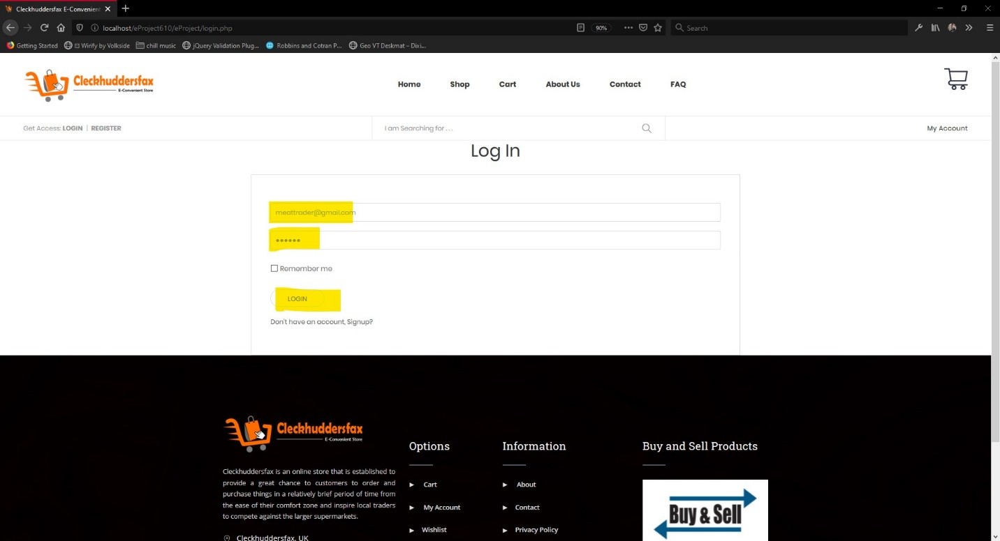 Cleckhuddersfax E-Convenient
localhost/eProject610/eProject/login.php
90%
Search
Getting Started
Wirify by Volkside
chill music
jQuery Validation Plug...
Robbins and Cotran P...
Geo VT Deskmat – Dixi...
Cleckhuddersfax
E-Convenient Store
Home
Shop
Cart
About Us
Contact
FAQ
Get Access: LOGIN | REGISTER
I am Searching for . . .
My Account
Log In
meattrader@gmail.com
••••••
Remember me
LOGIN
Don't have an account, Signup?
Cleckhuddersfax
E-Convenient Store
Cleckhuddersfax is an online store that is established to
provide a great chance to customers to order and
purchase things in a relatively brief period of time from
the ease of their comfort zone and inspire local traders
to compete against the larger supermarkets.
Cleckhuddersfax, UK
Options
Cart
My Account
Wishlist
Information
About
Contact
Privacy Policy
Buy and Sell Products
Buy & Sell